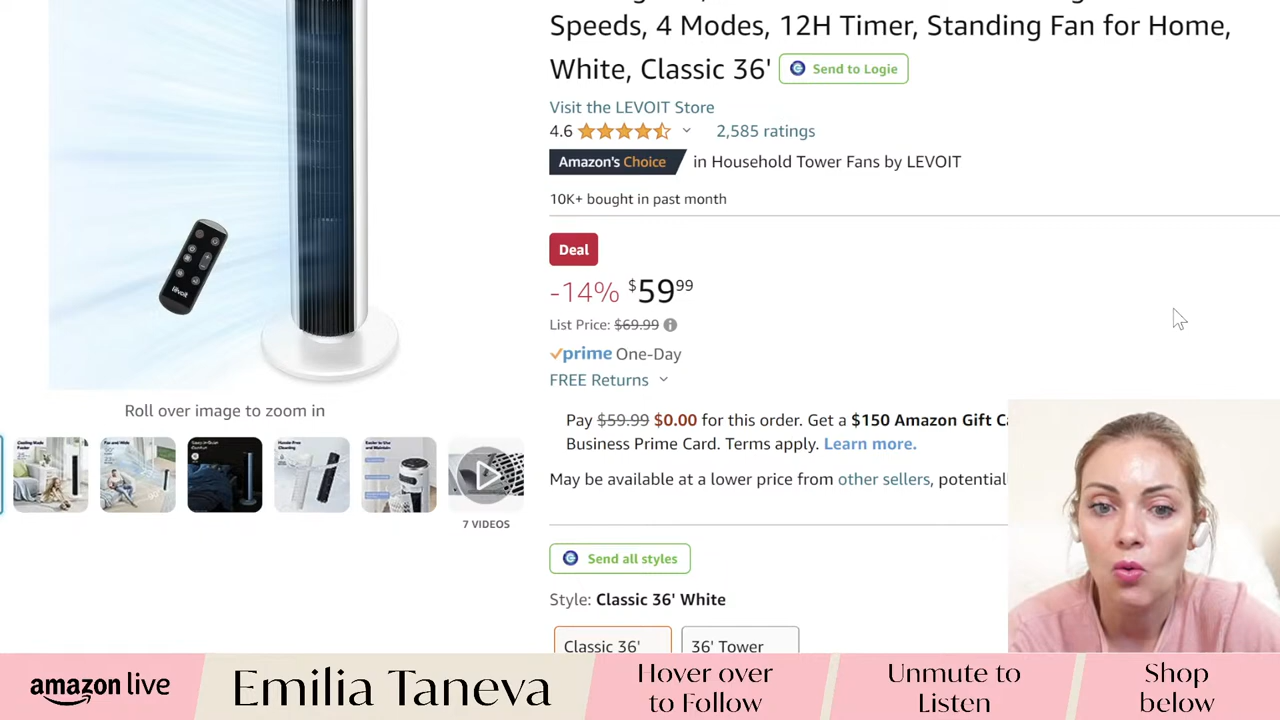 Speeds, 4 Modes, 12H Timer, Standing Fan for Home,
White, Classic 36' Send to Logie
Visit the LEVOIT Store
4.6 2,585 ratings
Amazon's Choice in Household Tower Fans by LEVOIT
10K+ bought in past month
Deal
-14% $59 99
List Price: $69.99
prime One-Day
FREE Returns
Pay $59.99 $0.00 for this order. Get a $150 Amazon Gift
Business Prime Card. Terms apply. Learn more.
May be available at a lower price from other sellers,
Send all styles
Style: Classic 36' White
Classic 36' 36' Tower
levoit
Roll over image to zoom in
7 VIDEOS
amazon live
Emilia Taneva
Hover over
to Follow
Unmute to
Listen
Shop
below